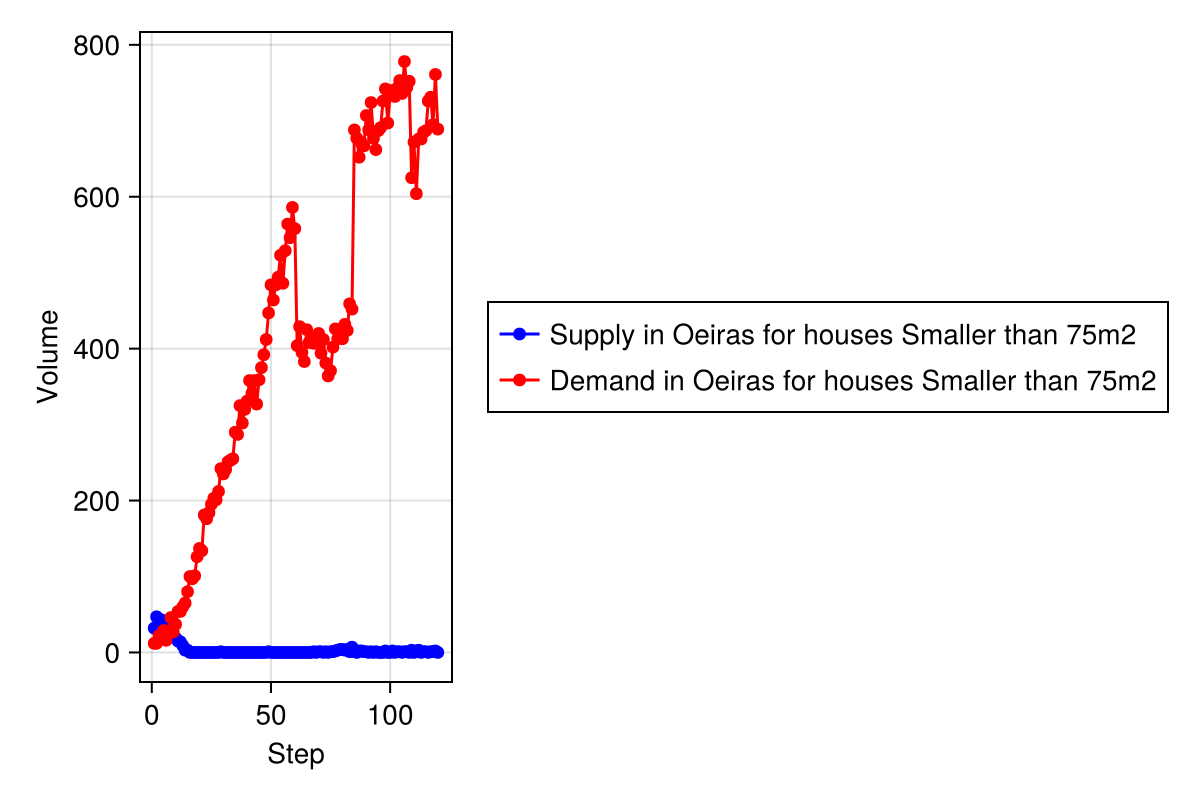 800
600
400
200
0
Volume
0 50 100
Step
Supply in Oeiras for houses Smaller than 75m2
Demand in Oeiras for houses Smaller than 75m2